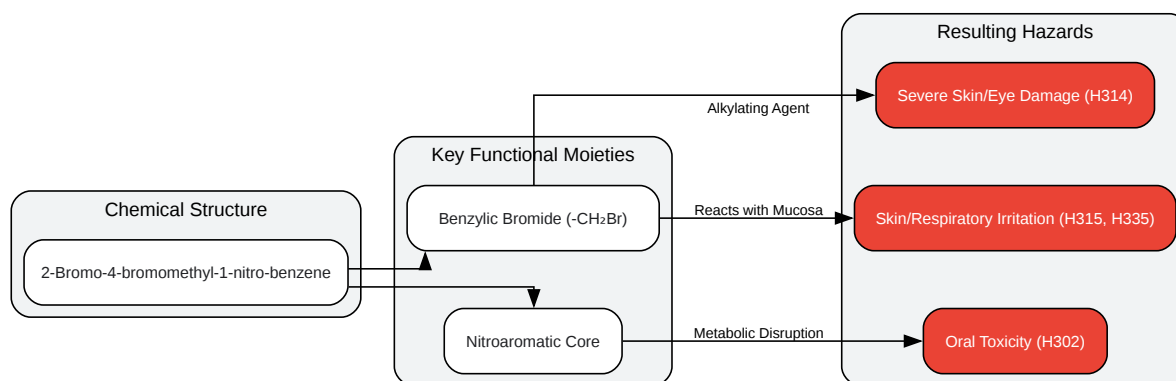 Resulting Hazards
Severe Skin/Eye Damage (H314)
Alkylating Agent
Key Functional Moieties
Chemical Structure
Benzylic Bromide (-CH₂Br)
Reacts with Mucosa
Skin/Respiratory Irritation (H315, H335)
2-Bromo-4-bromomethyl-1-nitro-benzene
Nitroaromatic Core
Metabolic Disruption
Oral Toxicity (H302)